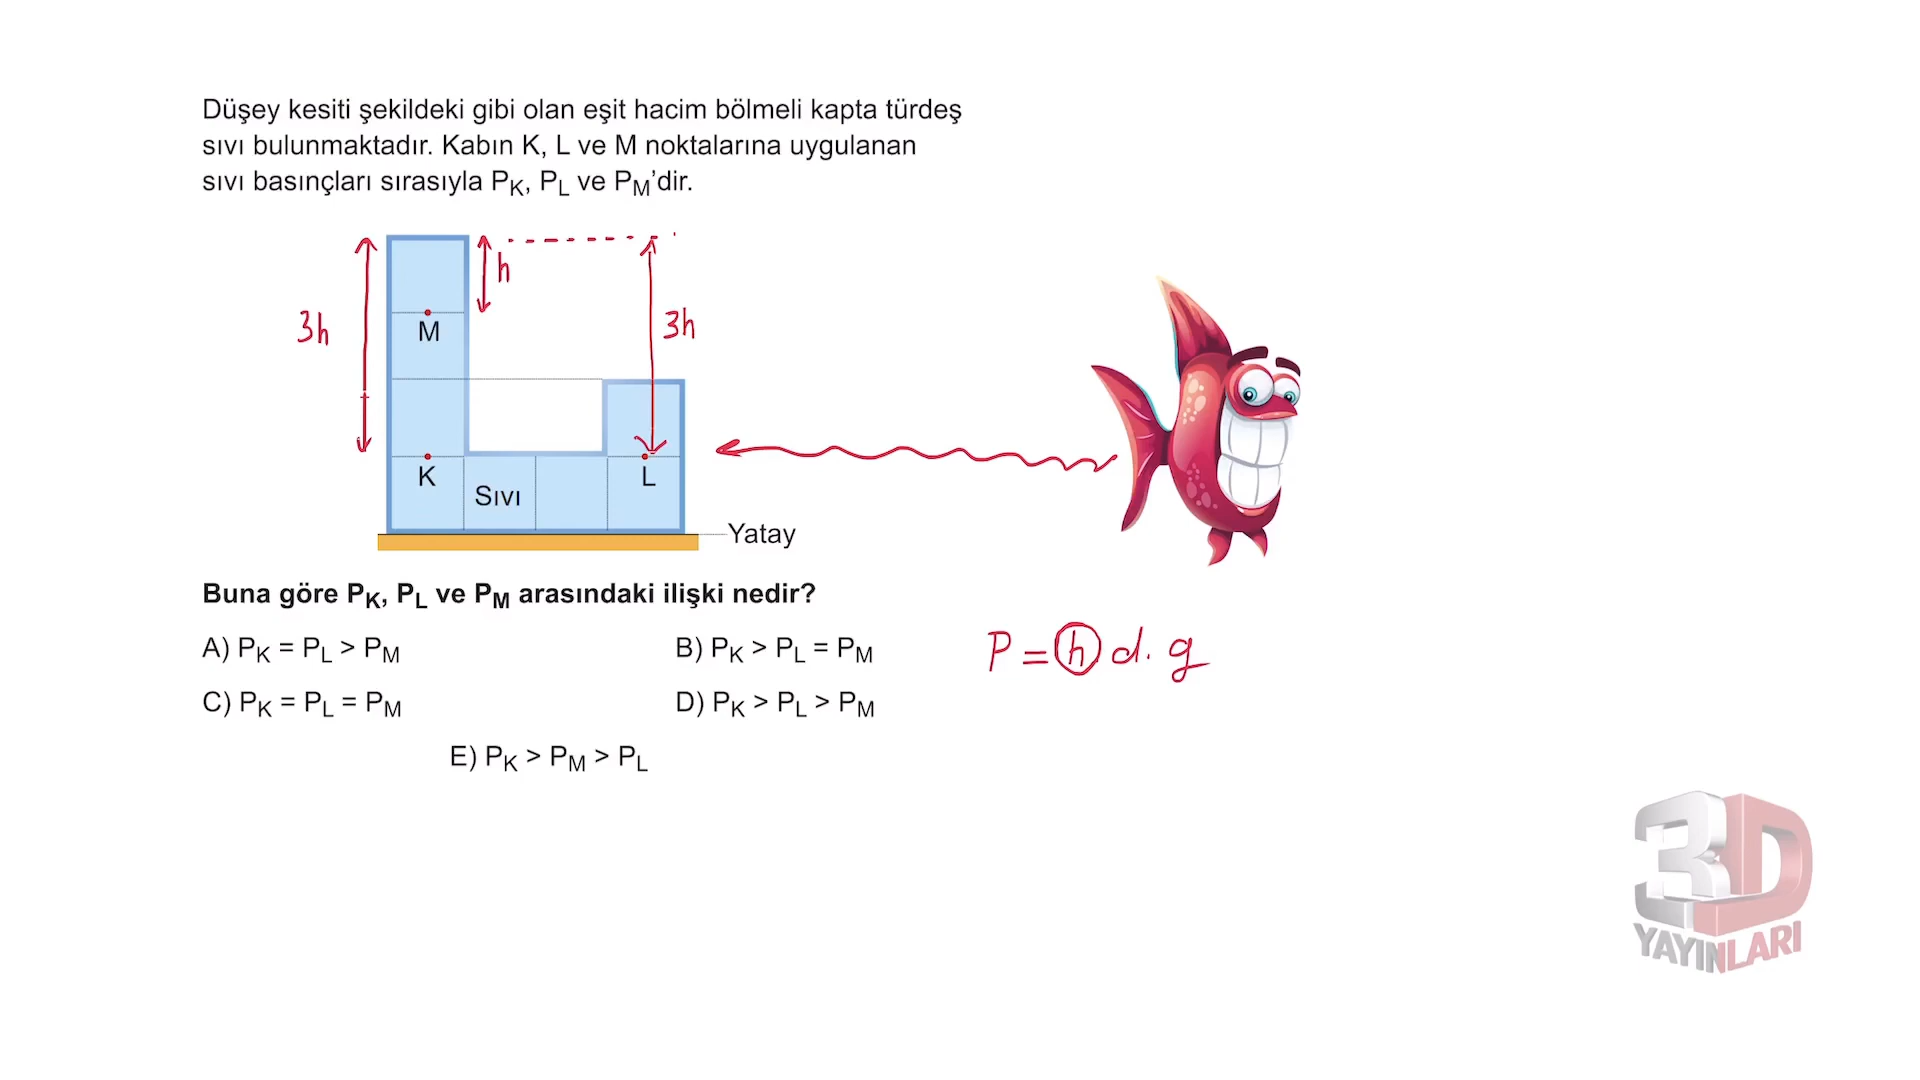 Düşey kesiti şekildeki gibi olan eşit hacim bölmeli kapta türdeş
sıvı bulunmaktadır. Kabın K, L ve M noktalarına uygulanan
sıvı basınçları sırasıyla PK, PL ve PM'dir.
h
3h
3h
M
K
L
Sıvı
Yatay
Buna göre PK, PL ve PM arasındaki ilişki nedir?
A) PK = PL > PM
B) PK > PL = PM
P = h d. g
C) PK = PL = PM
D) PK > PL > PM
E) PK > PM > PL
3D
YAYINLARI